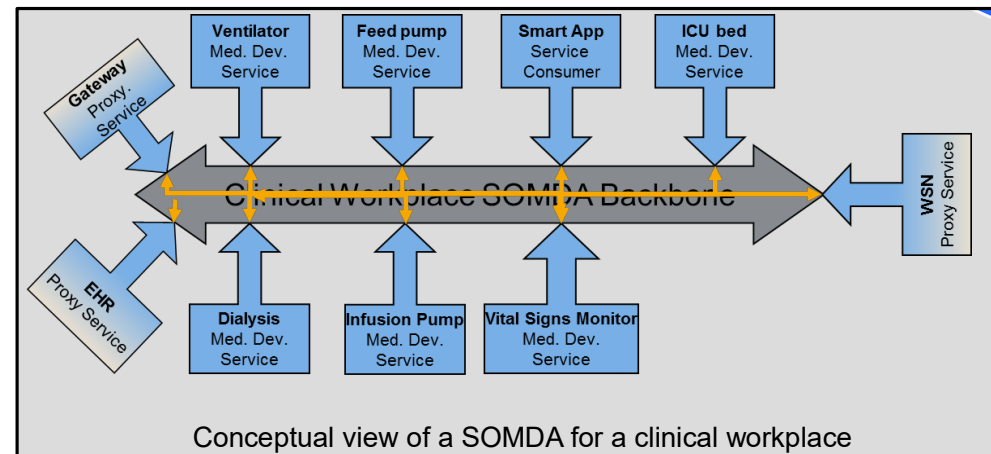 Ventilator
Med. Dev.
Service
Feed pump
Med. Dev.
Service
Smart App
Service
Consumer
ICU bed
Med. Dev.
Service
Gateway
Proxy.
Service
Clinical Workplace SOMDA Backbone
WSN
Proxy Service
EHR
Proxy Service
Dialysis
Med. Dev.
Service
Infusion Pump
Med. Dev.
Service
Vital Signs Monitor
Med. Dev.
Service
Conceptual view of a SOMDA for a clinical workplace